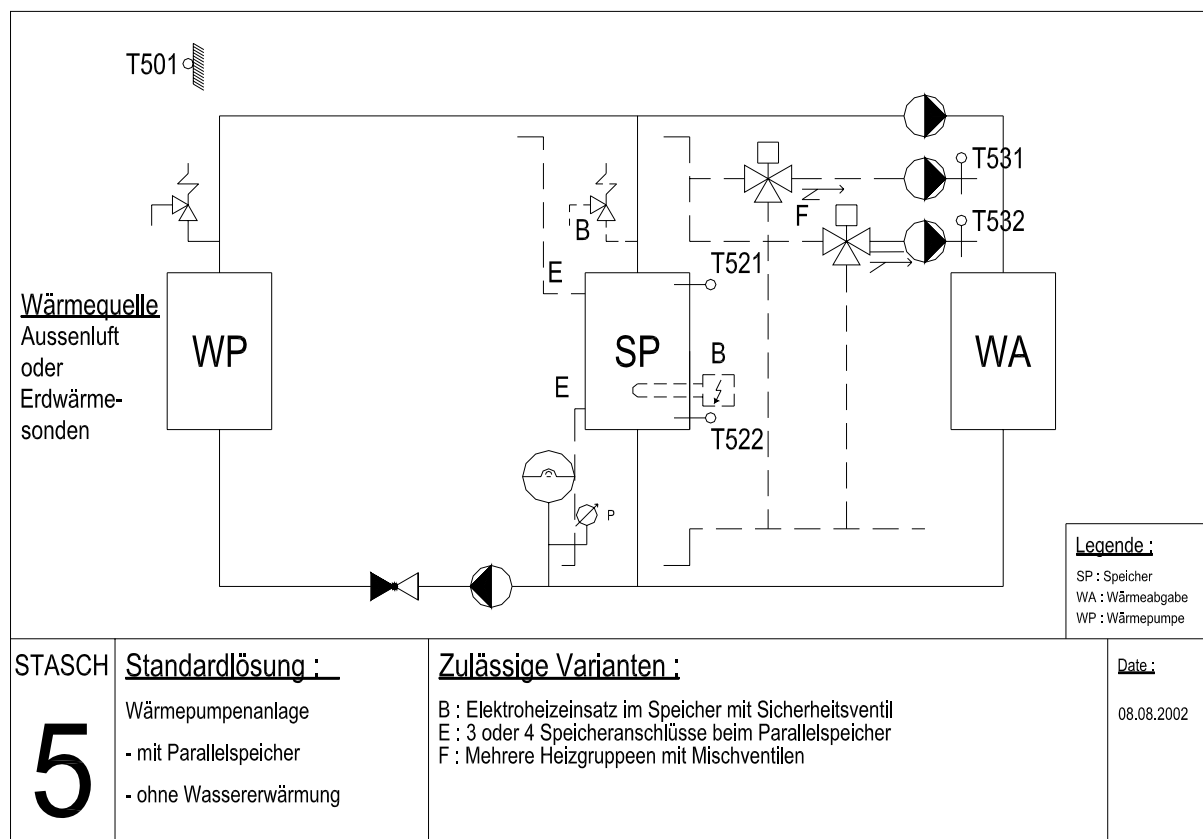 T501
T531
F
T532
B
T521
E
Wärmequelle
Aussenluft
oder
Erdwärme-
sonden
WP
SP
B
WA
E
T522
P
Legende :
SP : Speicher
WA : Wärmeabgabe
WP : Wärmepumpe
STASCH
5
Standardlösung :
Wärmepumpenanlage
- mit Parallelspeicher
- ohne Wassererwärmung
Zulässige Varianten :
B : Elektroheizeinsatz im Speicher mit Sicherheitsventil
E : 3 oder 4 Speicheranschlüsse beim Parallelspeicher
F : Mehrere Heizgruppeen mit Mischventilen
Date :
08.08.2002